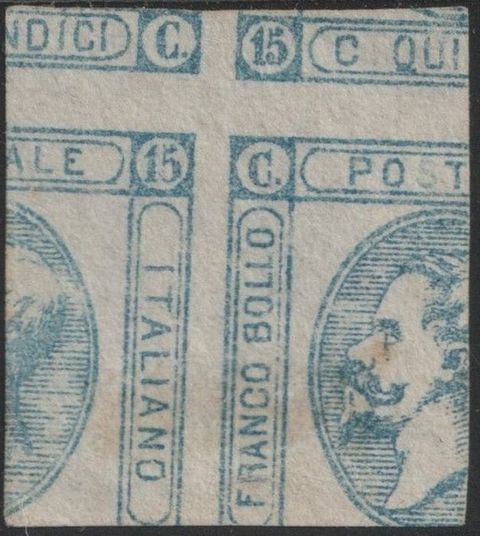 NDICI C. 15 C QUI
ALE 15 C. POST
ITALIANO
FRANCO BOLLO